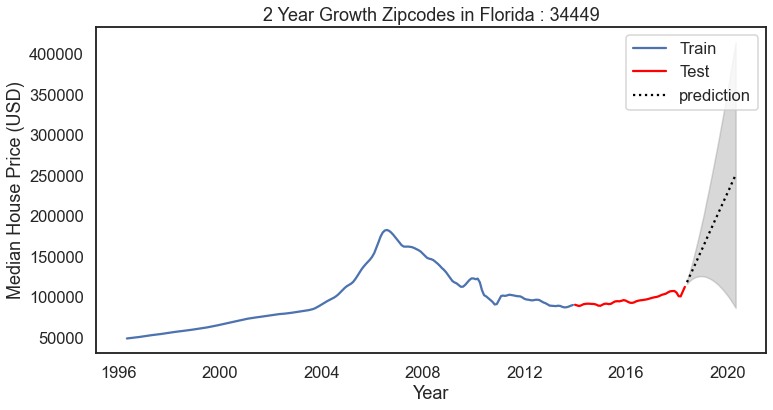 2 Year Growth Zipcodes in Florida : 34449
Train
Test
prediction
Median House Price (USD)
400000
350000
300000
250000
200000
150000
100000
50000
1996 2000 2004 2008 2012 2016 2020
Year